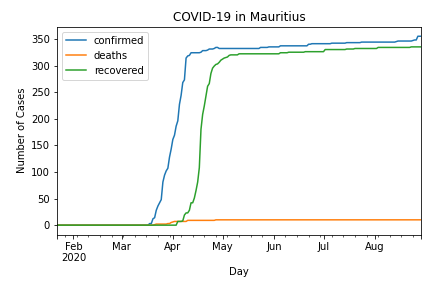 COVID-19 in Mauritius
confirmed
deaths
recovered
Number of Cases
350
300
250
200
150
100
50
0
Feb
2020
Mar
Apr
May
Jun
Jul
Aug
Day